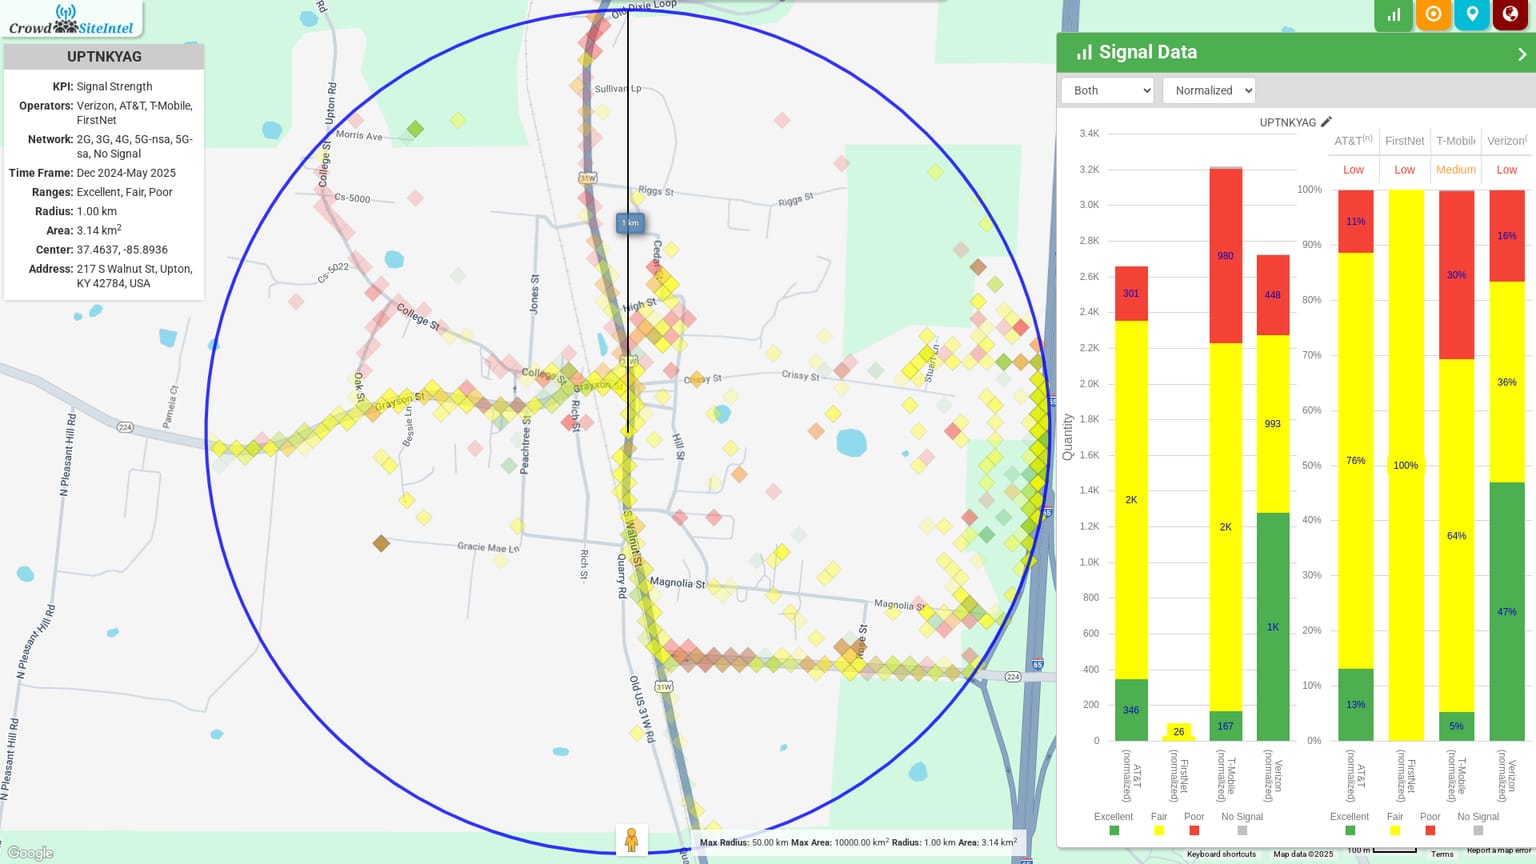 Crowd SiteIntel
UPTNKYAG
KPI: Signal Strength
Operators: Verizon, AT&T, T-Mobile,
FirstNet
Network: 2G, 3G, 4G, 5G-nsa, 5G-
sa, No Signal
Time Frame: Dec 2024-May 2025
Ranges: Excellent, Fair, Poor
Radius: 1.00 km
Area: 3.14 km²
Center: 37.4637, -85.8936
Address: 217 S Walnut St, Upton,
KY 42784, USA
Old Dixie Loop
Rd
Upton Rd
Sullivan Lp
Morris Ave
College St
31W
Cs-5000
Riggs St
Riggs St
1 km
Cedar St
Cs-5022
Jones St
High St
College St
Stuart Ln
College St
Crissy St
Crissy St
Oak St
Grayson St
Grayson St
Pamela Ct
Bessie Ln
Rich St
Peachtree St
Hill St
224
N Pleasant Hill Rd
65
S Walnut St
Gracie Mae Ln
Rich St
Quarry Rd
Magnolia St
Magnolia St
N Pleasant Hill Rd
65
224
31W
Old US 31W Rd
N Pleasant Hill Rd
Google
Max Radius: 50.00 km Max Area: 10000.00 km² Radius: 1.00 km Area: 3.14 km²
Signal Data
Both
Normalized
UPTNKYAG
3.4K
3.2K
3.0K
2.8K
2.6K
2.4K
2.2K
2.0K
1.8K
1.6K
1.4K
1.2K
1.0K
800
600
400
200
0
Quantity
301
2K
346
26
980
2K
167
448
993
1K
AT&T
(normalized)
FirstNet
(normalized)
T-Mobile
(normalized)
Verizon
(normalized)
Excellent Fair Poor No Signal
AT&T(n) FirstNet T-Mobile Verizon(
Low Low Medium Low
100%
90%
80%
70%
60%
50%
40%
30%
20%
10%
0%
11%
76%
13%
100%
30%
64%
5%
16%
36%
47%
AT&T
(normalized)
FirstNet
(normalized)
T-Mobile
(normalized)
Verizon
(normalized)
Excellent Fair Poor No Signal
Keyboard shortcuts Map data ©2025 100 m Terms Report a map error